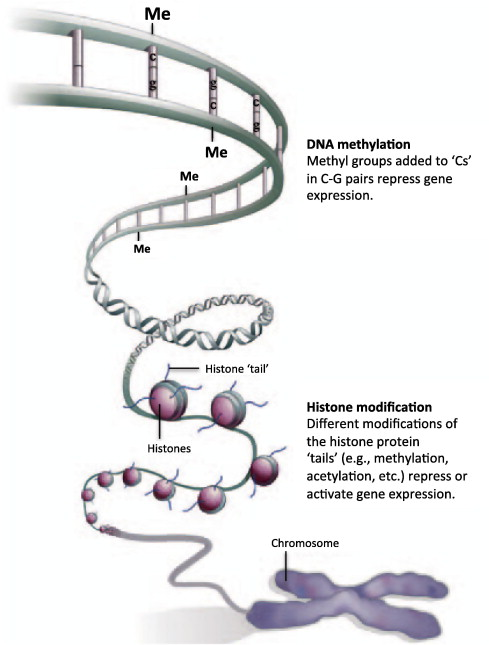 Me
C
G
G
C
C
G
Me
DNA methylation
Methyl groups added to ‘Cs’
in C-G pairs repress gene
expression.
Me
Me
Histone ‘tail’
Histones
Histone modification
Different modifications of
the histone protein
‘tails’ (e.g., methylation,
acetylation, etc.) repress or
activate gene expression.
Chromosome